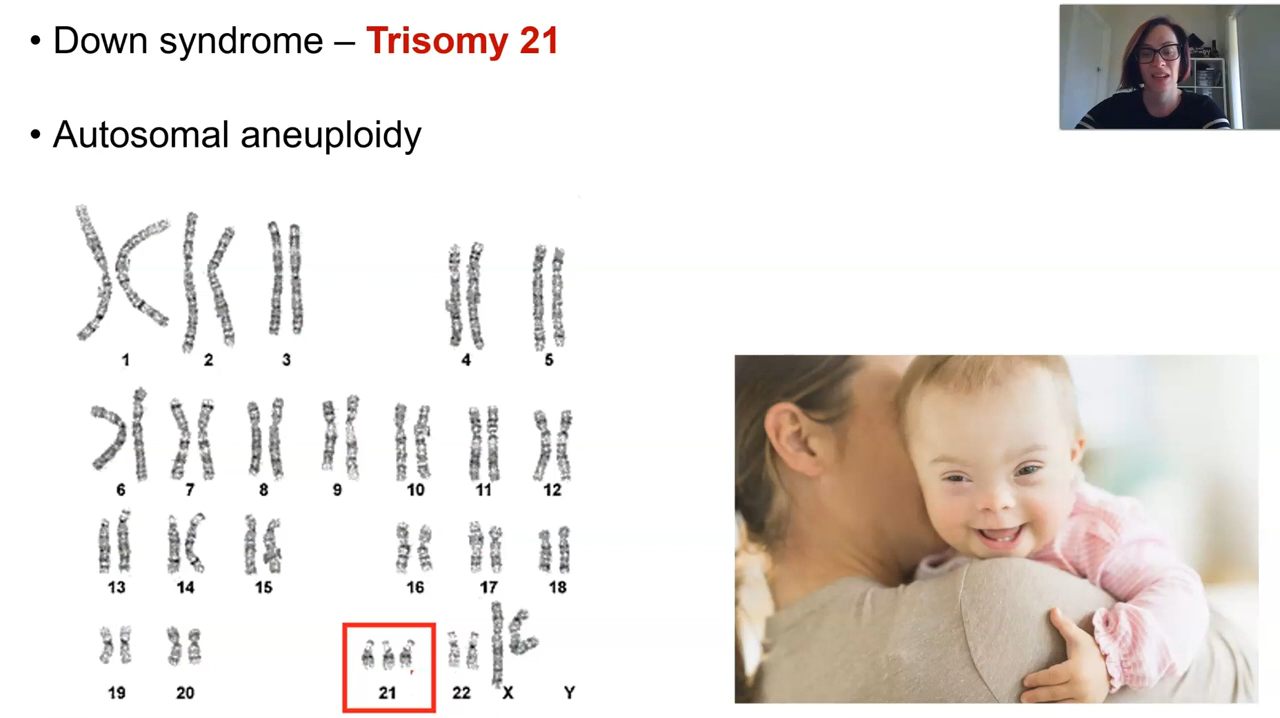 • Down syndrome – Trisomy 21
• Autosomal aneuploidy
1 2 3 4 5
6 7 8 9 10 11 12
13 14 15 16 17 18
19 20 21 22 X Y